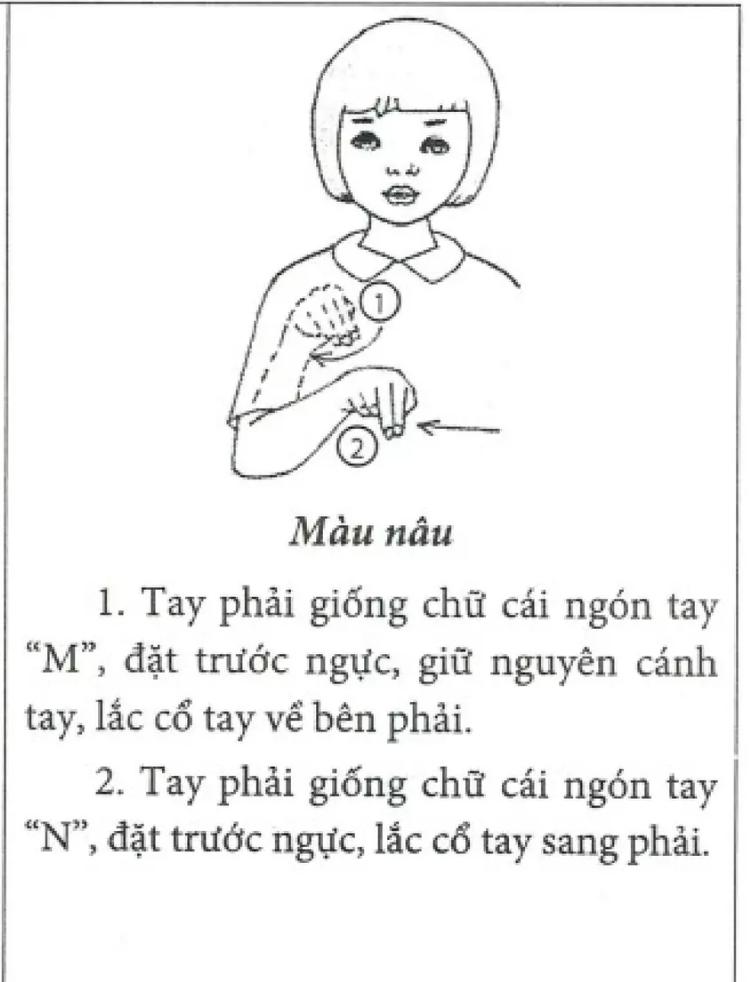 1
2
Màu nâu
1. Tay phải giống chữ cái ngón tay
“M”, đặt trước ngực, giữ nguyên cánh
tay, lắc cổ tay về bên phải.
2. Tay phải giống chữ cái ngón tay
“N”, đặt trước ngực, lắc cổ tay sang phải.